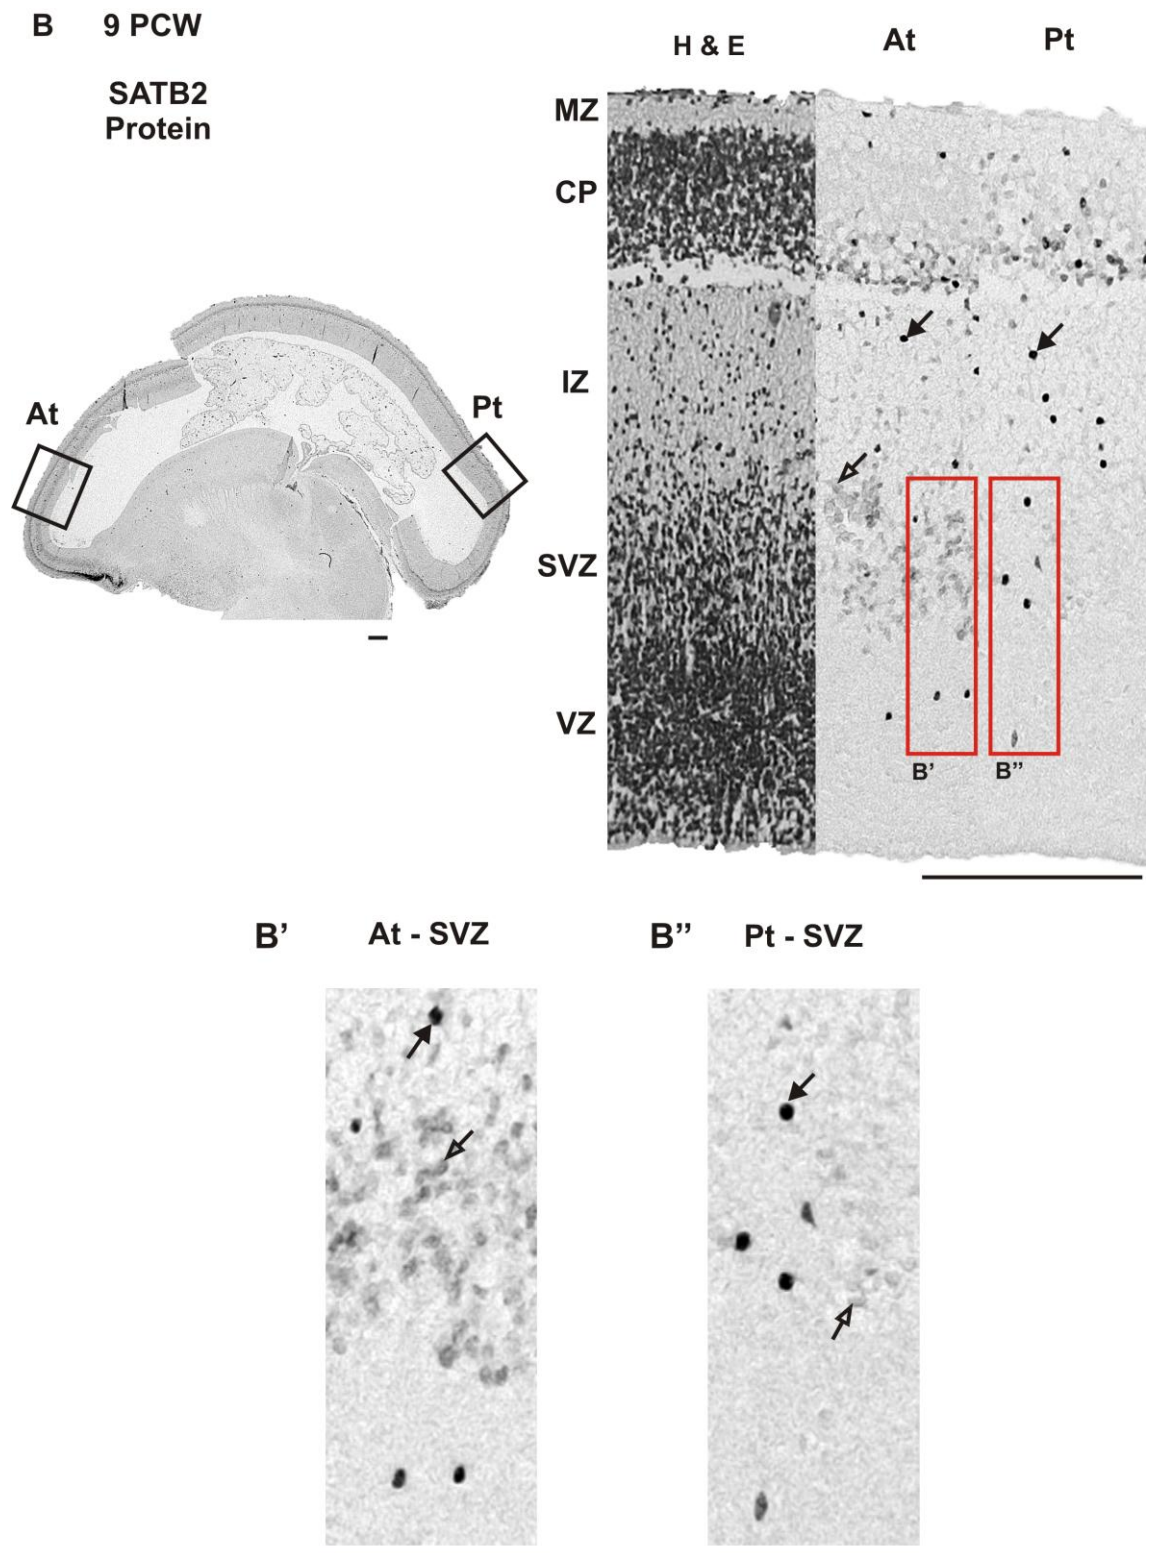 B 9 PCW
SATB2
Protein
H & E At Pt
MZ
CP
IZ
SVZ
VZ
At Pt
B’ B’’
B’ At - SVZ B’’ Pt - SVZ